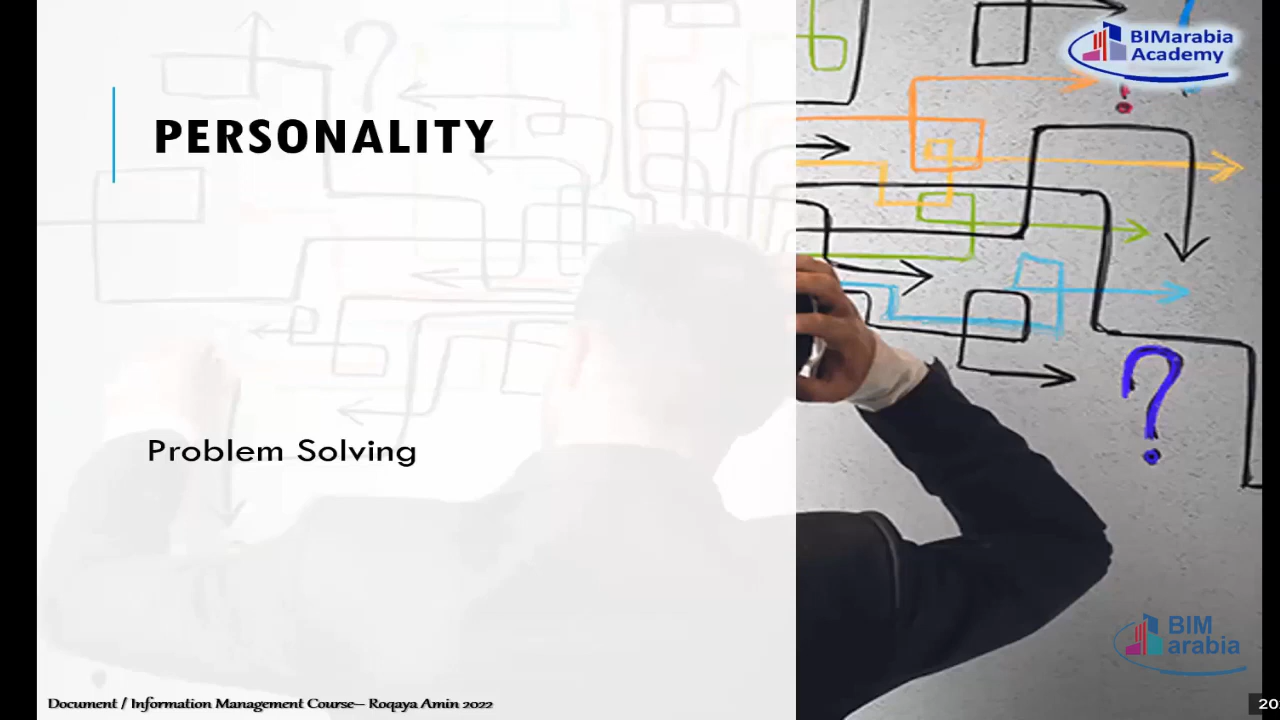 BIMarabia
Academy
PERSONALITY
Problem Solving
BIM
arabia
Document / Information Management Course– Roqaya Amin 2022
20